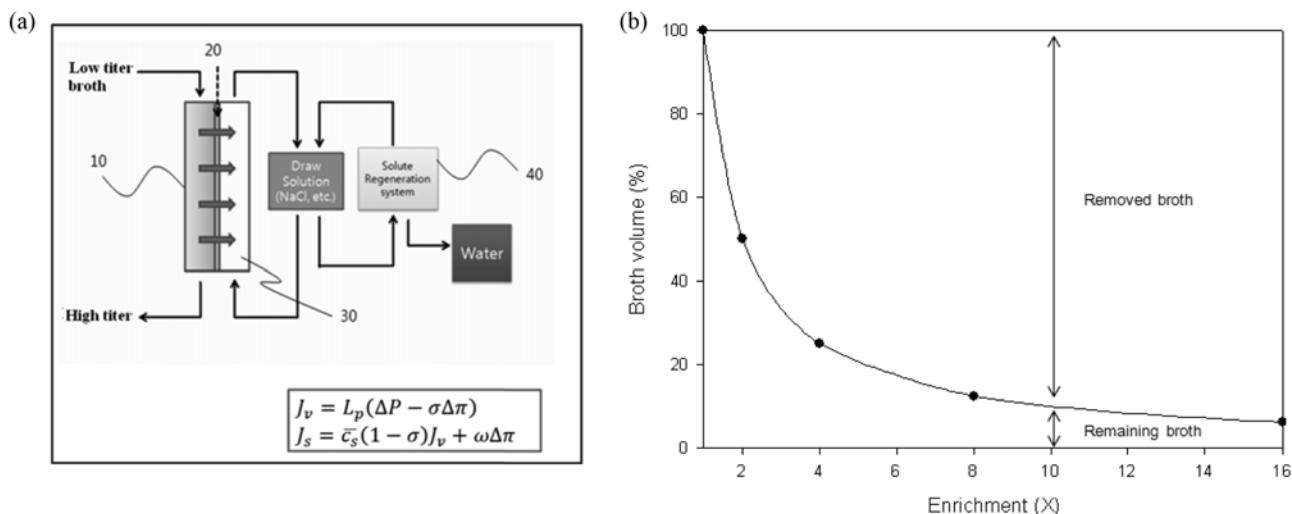 (a)
20
Low titer
broth
10
Draw
Solution
(NaCl, etc.)
Solute
Regeneration
system
40
Water
High titer
30
J_v = L_p(ΔP − σΔπ)
J_s = c̄_s(1 − σ)J_v + ωΔπ
(b)
100
80
60
40
20
0
Broth volume (%)
Removed broth
Remaining broth
2 4 6 8 10 12 14 16
Enrichment (X)